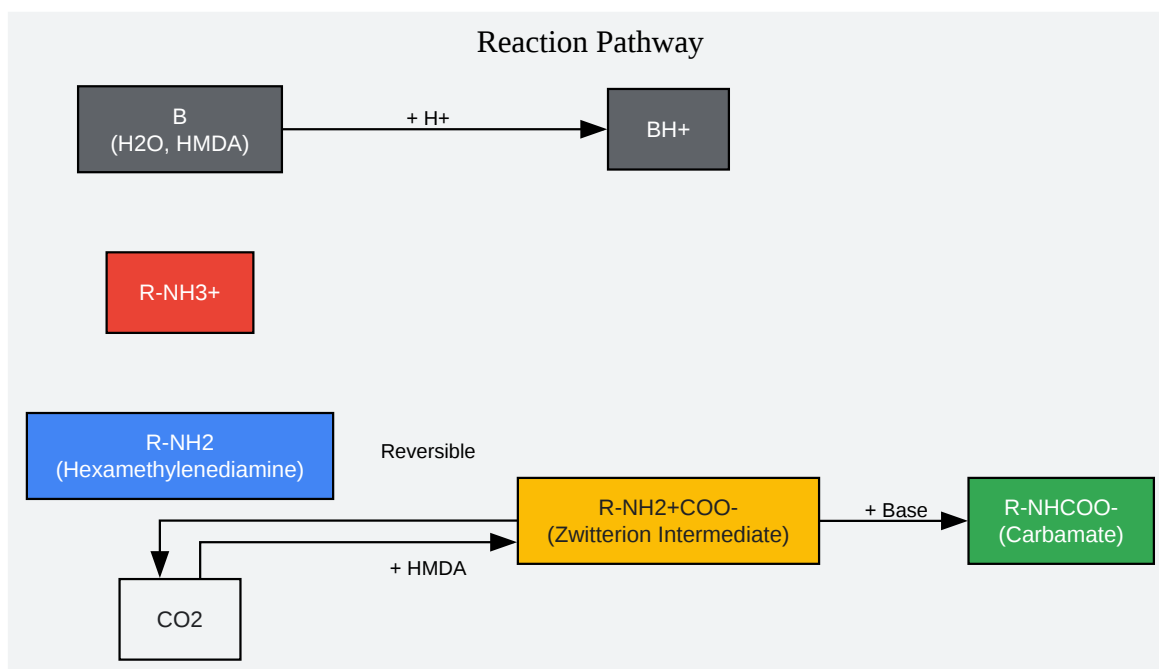 Reaction Pathway
B
(H2O, HMDA)
+ H+
BH+
R-NH3+
R-NH2
(Hexamethylenediamine)
Reversible
R-NH2+COO-
(Zwitterion Intermediate)
+ Base
R-NHCOO-
(Carbamate)
+ HMDA
CO2